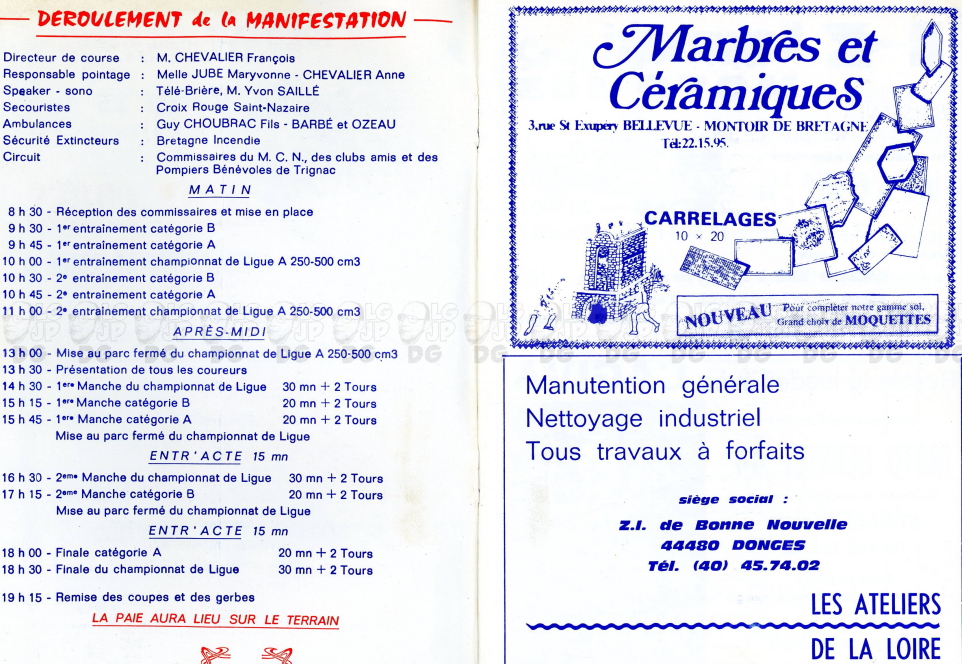 DEROULEMENT de la MANIFESTATION
Directeur de course : M. CHEVALIER François
Responsable pointage : Melle JUBE Maryvonne - CHEVALIER Anne
Speaker - sono : Télé-Brière, M. Yvon SAILLÉ
Secouristes : Croix Rouge Saint-Nazaire
Ambulances : Guy CHOUBRAC Fils - BARBÉ et OZEAU
Sécurité Extincteurs : Bretagne Incendie
Circuit : Commissaires du M. C. N., des clubs amis et des
Pompiers Bénévoles de Trignac
MATIN
8 h 30 - Réception des commissaires et mise en place
9 h 30 - 1er entraînement catégorie B
9 h 45 - 1er entraînement catégorie A
10 h 00 - 1er entraînement championnat de Ligue A 250-500 cm3
10 h 30 - 2e entraînement catégorie B
10 h 45 - 2e entraînement catégorie A
11 h 00 - 2e entraînement championnat de Ligue A 250-500 cm3
APRÈS-MIDI
13 h 00 - Mise au parc fermé du championnat de Ligue A 250-500 cm3
13 h 30 - Présentation de tous les coureurs
14 h 30 - 1ere Manche du championnat de Ligue 30 mn + 2 Tours
15 h 15 - 1ere Manche catégorie B 20 mn + 2 Tours
15 h 45 - 1ere Manche catégorie A 20 mn + 2 Tours
Mise au parc fermé du championnat de Ligue
ENTR'ACTE 15 mn
16 h 30 - 2eme Manche du championnat de Ligue 30 mn + 2 Tours
17 h 15 - 2eme Manche catégorie B 20 mn + 2 Tours
Mise au parc fermé du championnat de Ligue
ENTR'ACTE 15 mn
18 h 00 - Finale catégorie A 20 mn + 2 Tours
18 h 30 - Finale du championnat de Ligue 30 mn + 2 Tours
19 h 15 - Remise des coupes et des gerbes
LA PAIE AURA LIEU SUR LE TERRAIN
Marbres et
Céramiques
3,rue St Exupéry BELLEVUE - MONTOIR DE BRETAGNE
Tél:22.15.95.
CARRELAGES
10 × 20
NOUVEAU
Pour compléter notre gamme sol,
Grand choix de MOQUETTES
Manutention générale
Nettoyage industriel
Tous travaux à forfaits
siège social :
Z.I. de Bonne Nouvelle
44480 DONGES
Tél. (40) 45.74.02
LES ATELIERS
DE LA LOIRE